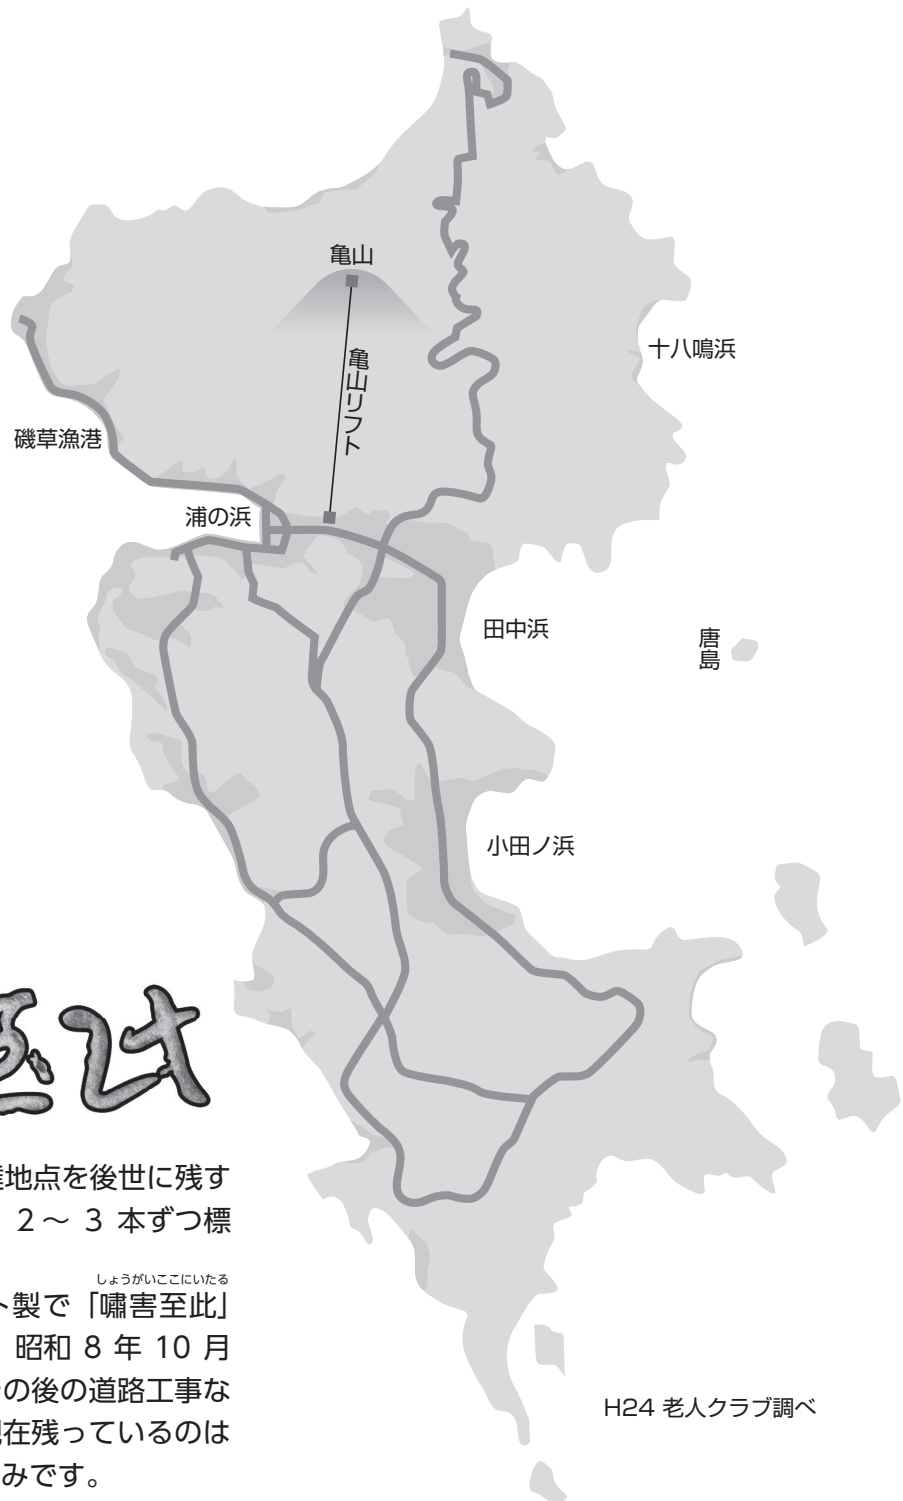 亀山
亀山リフト
十八鳴浜
磯草漁港
浦の浜
田中浜
唐島
小田ノ浜
至此
地点を後世に残す
2〜 3 本ずつ標
しょうがいここにいたる
ト製で「嘯害至此」
昭和 8 年 10 月
の後の道路工事な
在残っているのは
みです。
H24 老人クラブ調べ